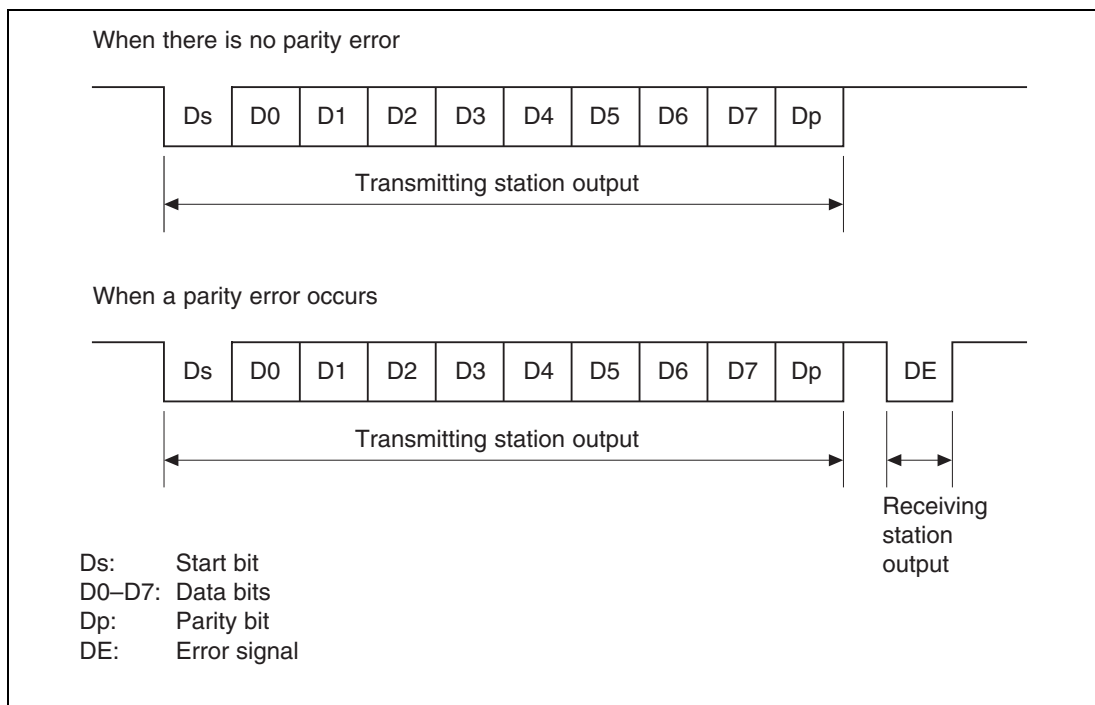 When there is no parity error
Ds D0 D1 D2 D3 D4 D5 D6 D7 Dp
Transmitting station output
When a parity error occurs
Ds D0 D1 D2 D3 D4 D5 D6 D7 Dp DE
Transmitting station output
Receiving
station
output
Ds: Start bit
D0–D7: Data bits
Dp: Parity bit
DE: Error signal